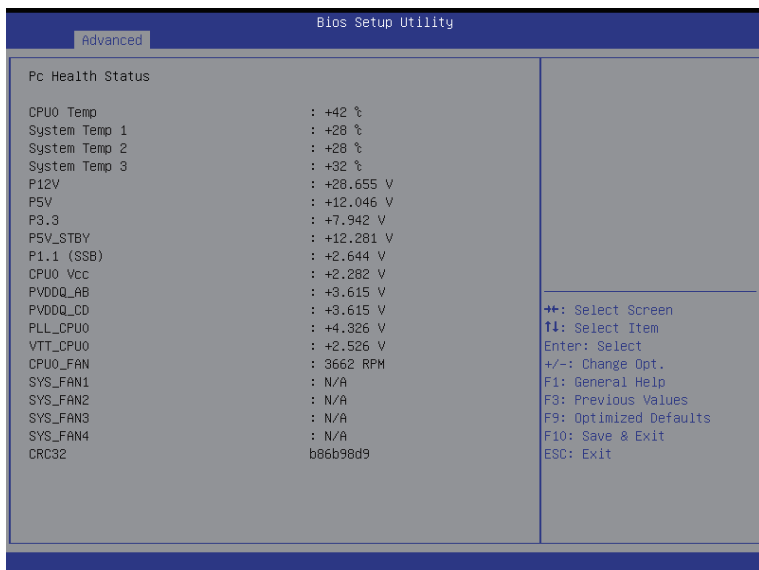 Bios Setup Utility
Advanced
Pc Health Status
CPU0 Temp : +42 ℃
System Temp 1 : +28 ℃
System Temp 2 : +28 ℃
System Temp 3 : +32 ℃
P12V : +28.655 V
P5V : +12.046 V
P3.3 : +7.942 V
P5V_STBY : +12.281 V
P1.1 (SSB) : +2.644 V
CPU0 Vcc : +2.282 V
PVDDQ_AB : +3.615 V
PVDDQ_CD : +3.615 V
PLL_CPU0 : +4.326 V
VTT_CPU0 : +2.526 V
CPU0_FAN : 3662 RPM
SYS_FAN1 : N/A
SYS_FAN2 : N/A
SYS_FAN3 : N/A
SYS_FAN4 : N/A
CRC32 b86b98d9
→←: Select Screen
↑↓: Select Item
Enter: Select
+/-: Change Opt.
F1: General Help
F3: Previous Values
F9: Optimized Defaults
F10: Save & Exit
ESC: Exit